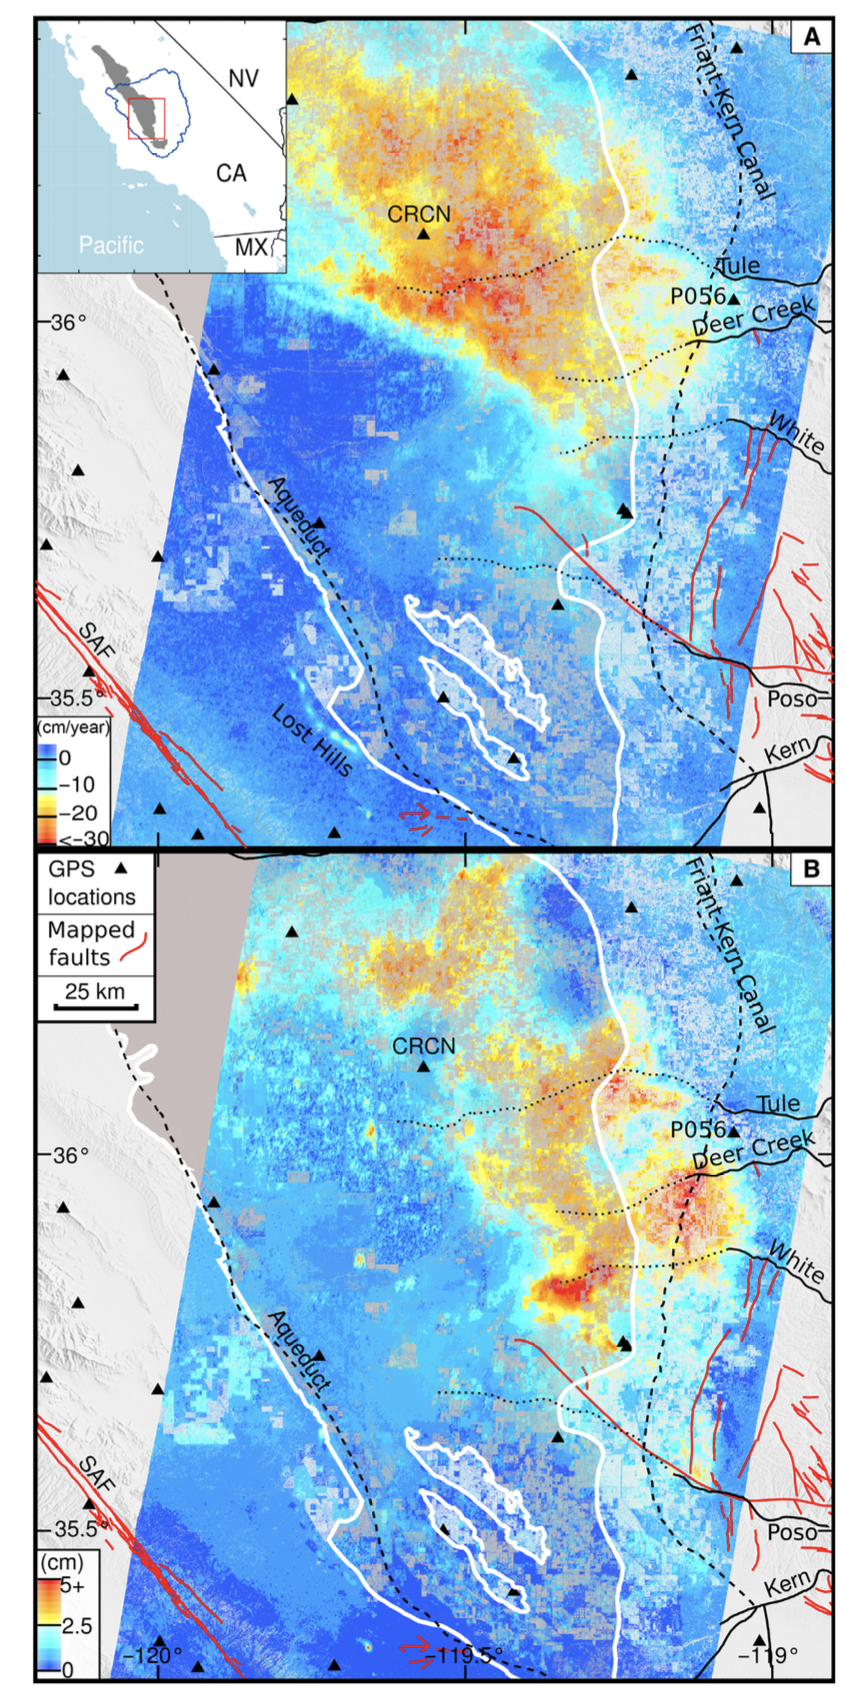 A
NV
CA
Pacific
MX
Friant-Kern Canal
CRCN
Tule
P056
Deer Creek
36°
White
Aqueduct
SAF
35.5°
Lost Hills
Poso
Kern
(cm/year)
0
−10
−20
<−30
B
GPS
locations
Mapped
faults
25 km
Friant-Kern Canal
CRCN
Tule
P056
Deer Creek
36°
White
Aqueduct
SAF
35.5°
Poso
Kern
(cm)
5+
2.5
0
−120°
−119.5°
−119°